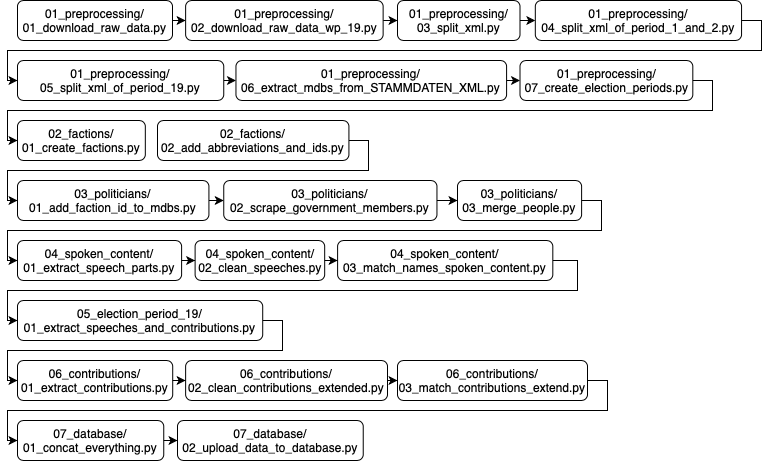 01_preprocessing/
01_download_raw_data.py
01_preprocessing/
02_download_raw_data_wp_19.py
01_preprocessing/
03_split_xml.py
01_preprocessing/
04_split_xml_of_period_1_and_2.py
01_preprocessing/
05_split_xml_of_period_19.py
01_preprocessing/
06_extract_mdbs_from_STAMMDATEN_XML.py
01_preprocessing/
07_create_election_periods.py
02_factions/
01_create_factions.py
02_factions/
02_add_abbreviations_and_ids.py
03_politicians/
01_add_faction_id_to_mdbs.py
03_politicians/
02_scrape_government_members.py
03_politicians/
03_merge_people.py
04_spoken_content/
01_extract_speech_parts.py
04_spoken_content/
02_clean_speeches.py
04_spoken_content/
03_match_names_spoken_content.py
05_election_period_19/
01_extract_speeches_and_contributions.py
06_contributions/
01_extract_contributions.py
06_contributions/
02_clean_contributions_extended.py
06_contributions/
03_match_contributions_extend.py
07_database/
01_concat_everything.py
07_database/
02_upload_data_to_database.py